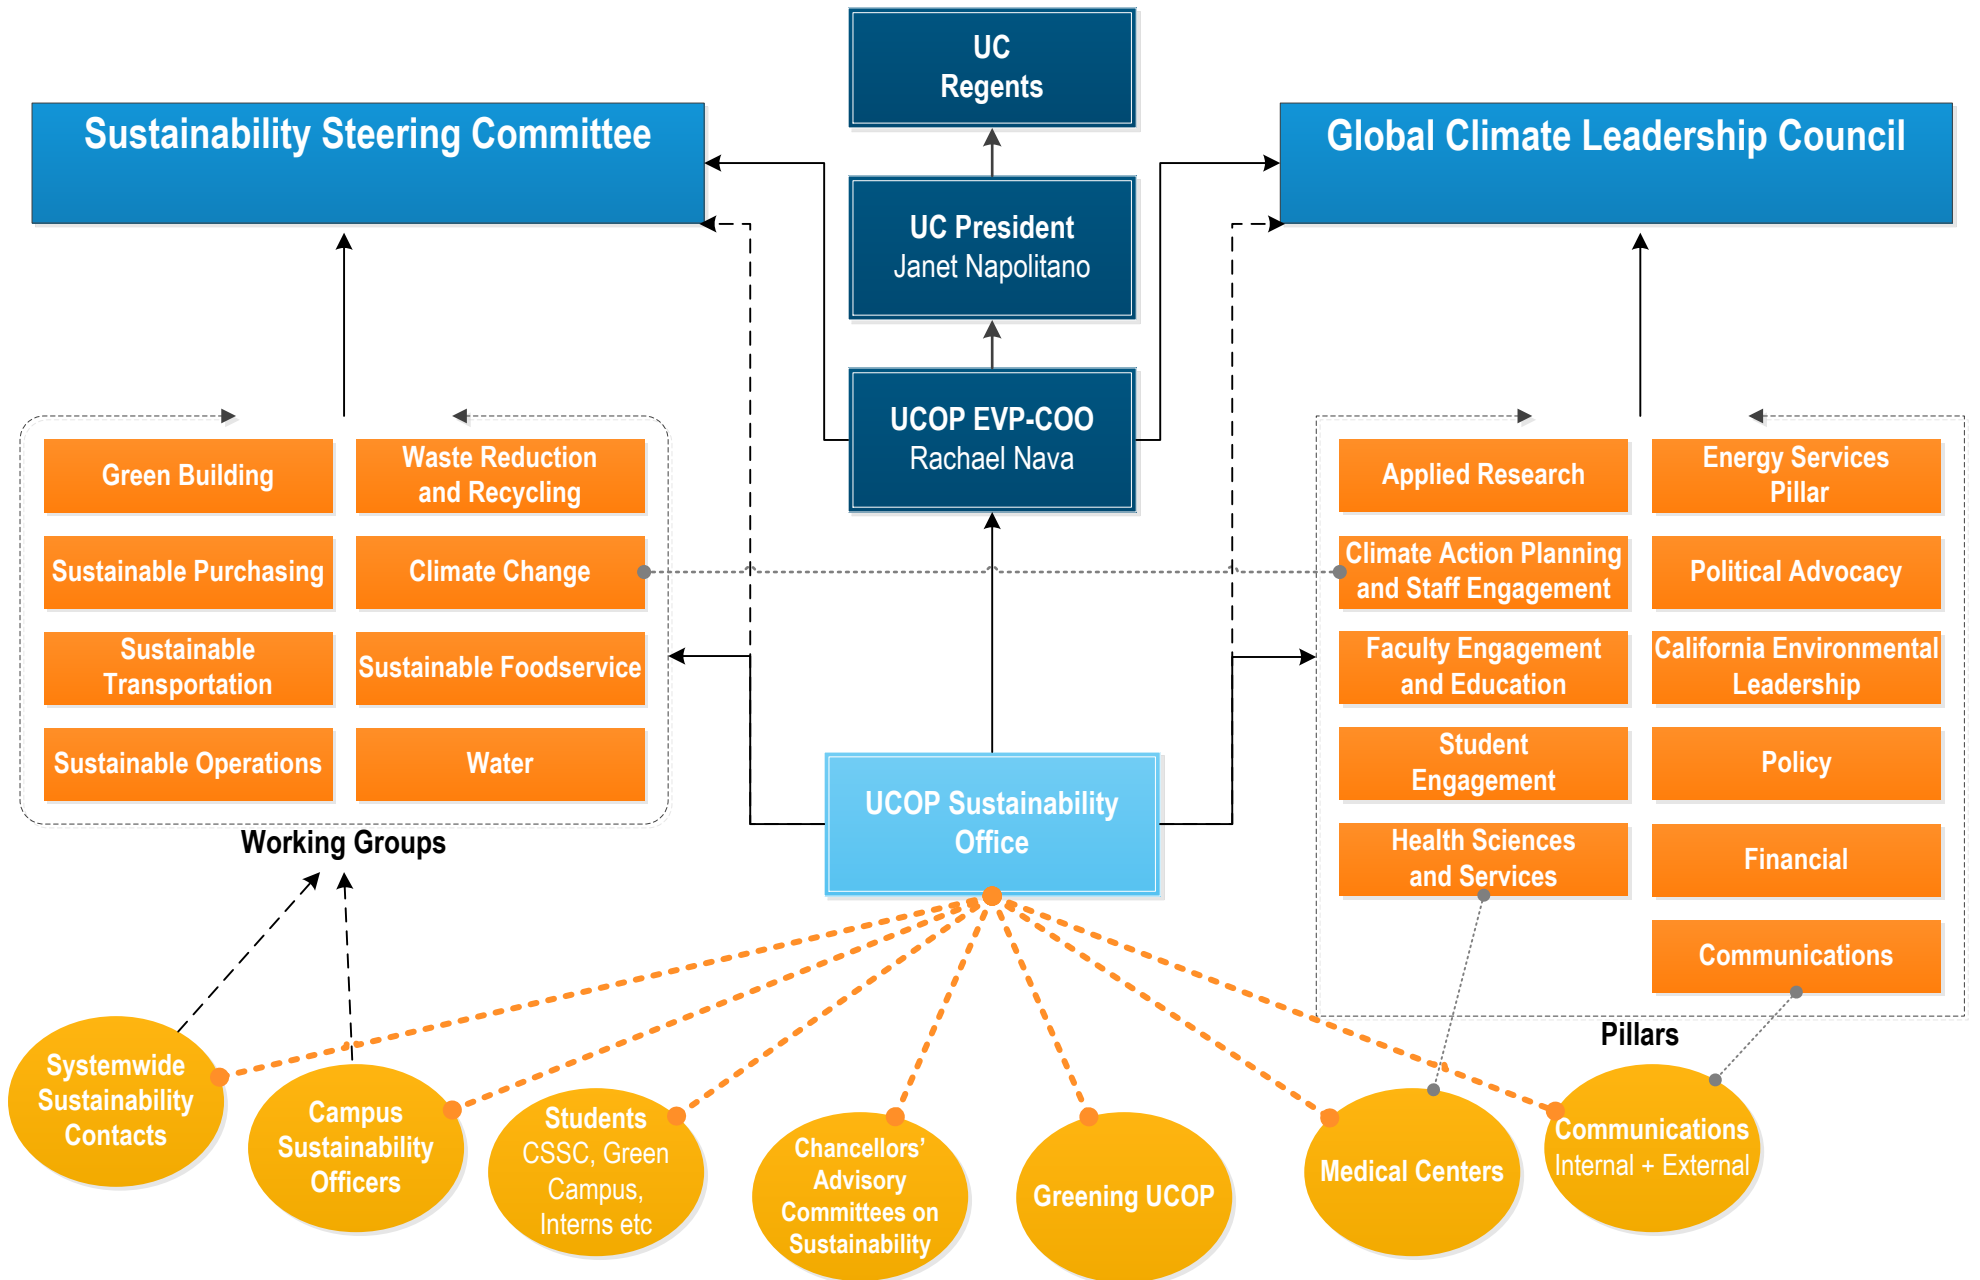 UC
Regents
Sustainability Steering Committee
Global Climate Leadership Council
UC President
Janet Napolitano
UCOP EVP-COO
Rachael Nava
Green Building
Waste Reduction
and Recycling
Sustainable Purchasing
Climate Change
Sustainable
Transportation
Sustainable Foodservice
Sustainable Operations
Water
Working Groups
UCOP Sustainability
Office
Applied Research
Energy Services
Pillar
Climate Action Planning
and Staff Engagement
Political Advocacy
Faculty Engagement
and Education
California Environmental
Leadership
Student
Engagement
Policy
Health Sciences
and Services
Financial
Communications
Pillars
Systemwide
Sustainability
Contacts
Campus
Sustainability
Officers
Students
CSSC, Green
Campus,
Interns etc
Chancellors’
Advisory
Committees on
Sustainability
Greening UCOP
Medical Centers
Communications
Internal + External